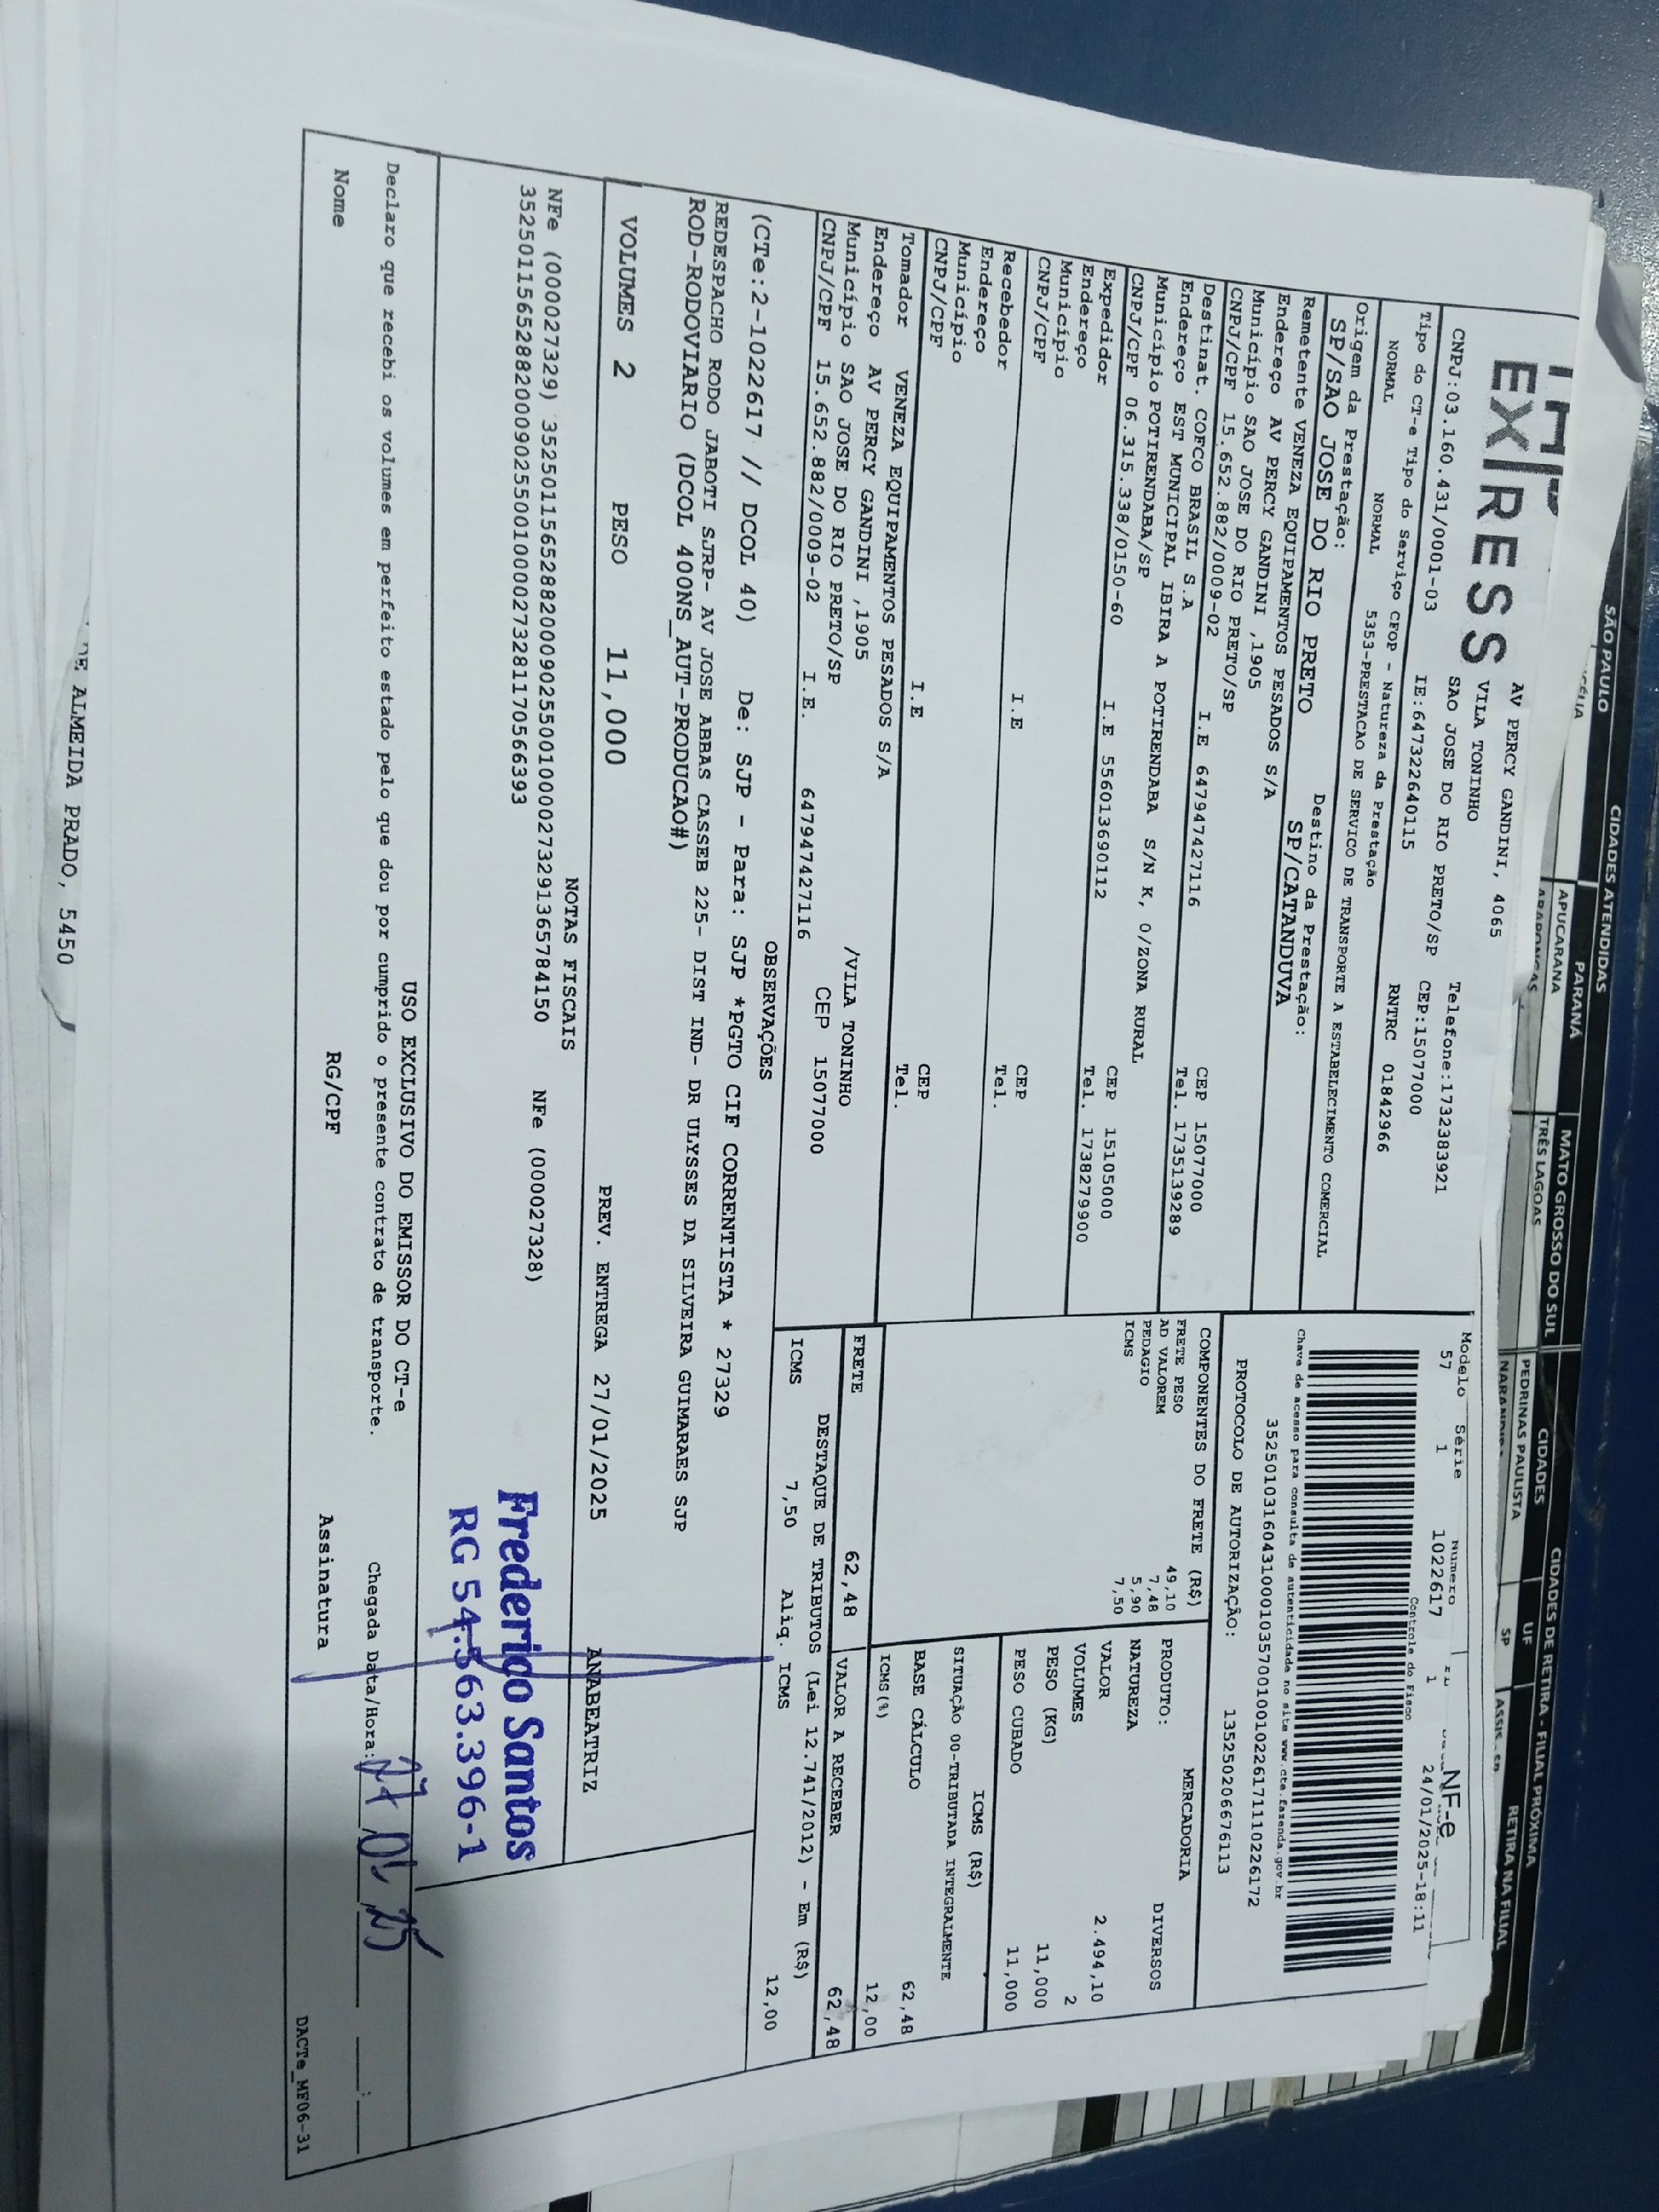 SÃO PAULO
CIDADES ATENDIDAS
PARANÁ
MATO GROSSO DO SUL
CIDADES
CIDADES DE RETIRA - FILIAL PRÓXIMA
UF
RETIRA NA FILIAL
APUCARANA
TRÊS LAGOAS
PEDRINAS PAULISTA
SP
ASSIS - SP
EX/RESS
AV PERCY GANDINI, 4065
VILA TONINHO
SAO JOSE DO RIO PRETO/SP
Telefone:1732383921
CNPJ:03.160.431/0001-03
IE:647322640115
CEP:15077000
RNTRC 01842966
Tipo do CT-e Tipo do Serviço CFOP - Natureza da Prestação
NORMAL NORMAL 5353-PRESTACAO DE SERVICO DE TRANSPORTE A ESTABELECIMENTO COMERCIAL
Origem da Prestação: Destino da Prestação:
SP/SAO JOSE DO RIO PRETO SP/CATANDUVA
Modelo Série Número
57 1 1022617 1 24/01/2025-18:11
NF-e
Controle do Fisco
Chave de acesso para consulta de autenticidade no site www.cte.fazenda.gov.br
35250103160431000103570010010226171110226172
PROTOCOLO DE AUTORIZAÇÃO: 135250206676113
Remetente VENEZA EQUIPAMENTOS PESADOS S/A
Endereço AV PERCY GANDINI ,1905
Município SAO JOSE DO RIO PRETO/SP CEP 15077000
CNPJ/CPF 15.652.882/0009-02 I.E 647947427116 Tel. 1735139289
Destinat. COFCO BRASIL S.A
Endereço EST MUNICIPAL IBIRA A POTIRENDABA S/N K, 0/ZONA RURAL
Município POTIRENDABA/SP CEP 15105000
CNPJ/CPF 06.315.338/0150-60 I.E 556013690112 Tel. 1738279900
Expedidor
Endereço
Município CEP
CNPJ/CPF I.E Tel.
Recebedor
Endereço
Município CEP
CNPJ/CPF I.E Tel.
Tomador VENEZA EQUIPAMENTOS PESADOS S/A
Endereço AV PERCY GANDINI ,1905 /VILA TONINHO
Município SAO JOSE DO RIO PRETO/SP CEP 15077000
CNPJ/CPF 15.652.882/0009-02 I.E. 647947427116
COMPONENTES DO FRETE (R$)
FRETE PESO 49,10
AD VALOREM 7,48
PEDAGIO 5,90
ICMS 7,50
MERCADORIA
PRODUTO: DIVERSOS
NATUREZA
VALOR 2.494,10
VOLUMES 2
PESO (KG) 11,000
PESO CUBADO 11,000
ICMS (R$)
SITUAÇÃO 00-TRIBUTADA INTEGRALMENTE
BASE CÁLCULO 62,48
ICMS(%) 12,00
FRETE 62,48 VALOR A RECEBER 62,48
DESTAQUE DE TRIBUTOS (Lei 12.741/2012) - Em (R$)
ICMS 7,50 Aliq. ICMS 12,00
OBSERVAÇÕES
(CTe:2-1022617 // DCOL 40) De: SJP - Para: SJP *PGTO CIF CORRENTISTA * 27329
REDESPACHO RODO JABOTI SJRP- AV JOSE ABBAS CASSEB 225- DIST IND- DR ULYSSES DA SILVEIRA GUIMARAES SJP
ROD-RODOVIARIO (DCOL 400NS_AUT-PRODUCAO#)
VOLUMES 2 PESO 11,000 PREV. ENTREGA 27/01/2025 ANABEATRIZ
NOTAS FISCAIS
NFe (000027329) 35250115652882000902550010000273291365784150 NFe (000027328)
35250115652882000902550010000273281170566393
Frederico Santos
RG 54.563.396-1
USO EXCLUSIVO DO EMISSOR DO CT-e
Declaro que recebi os volumes em perfeito estado pelo que dou por cumprido o presente contrato de transporte. Chegada Data/Hora: 27 01 25
Nome RG/CPF Assinatura
DACTe_MF06-31
DE ALMEIDA PRADO, 5450